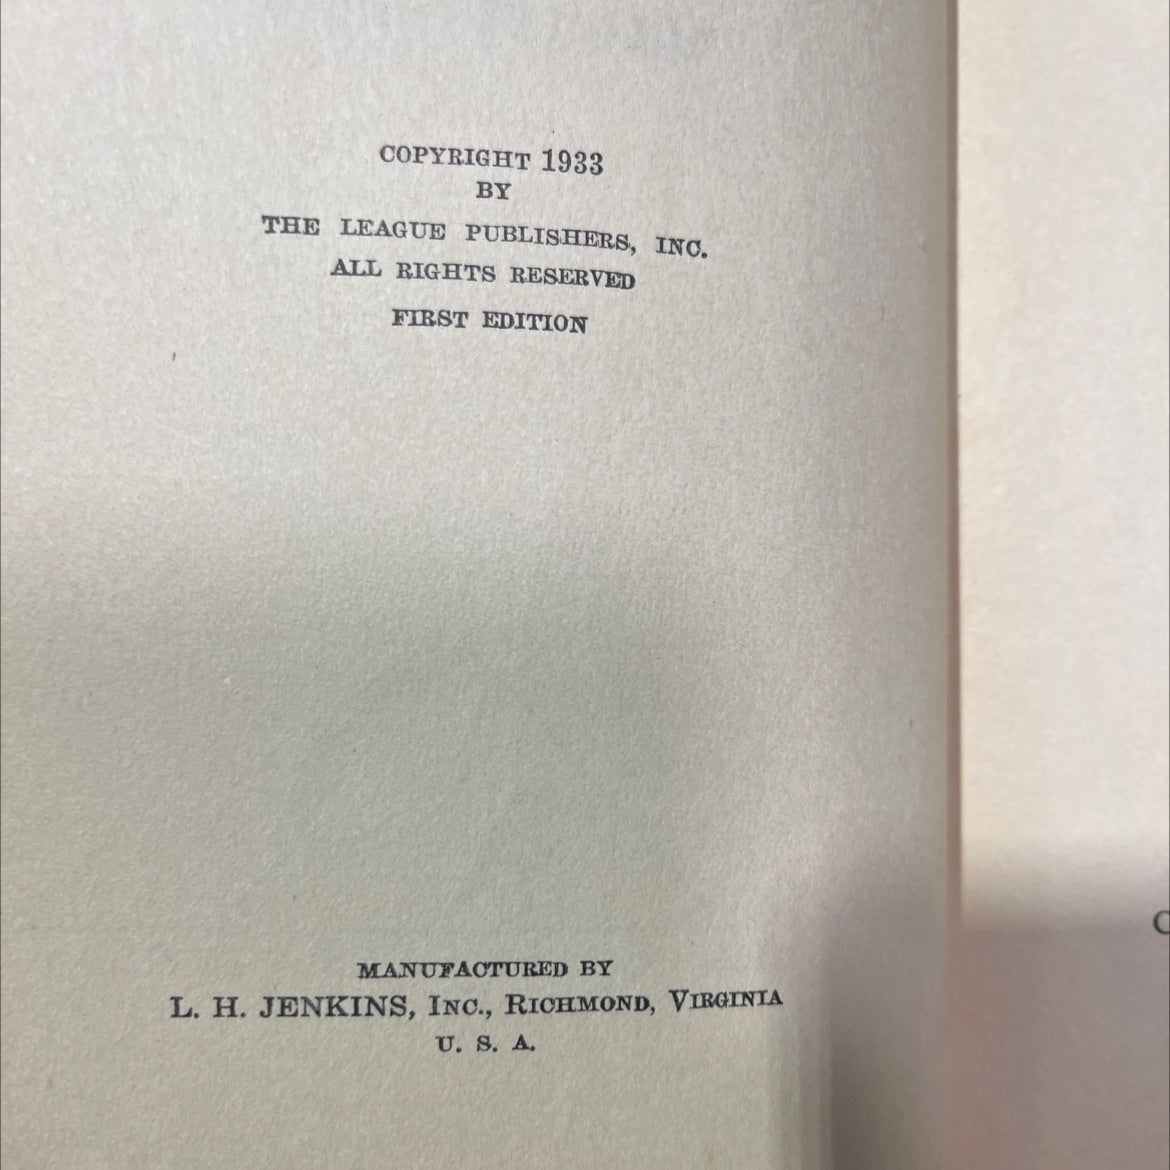 COPYRIGHT 1933
BY
THE LEAGUE PUBLISHERS, INC.
ALL RIGHTS RESERVED
FIRST EDITION
MANUFACTURED BY
L. H. JENKINS, INC., RICHMOND, VIRGINIA
U. S. A.